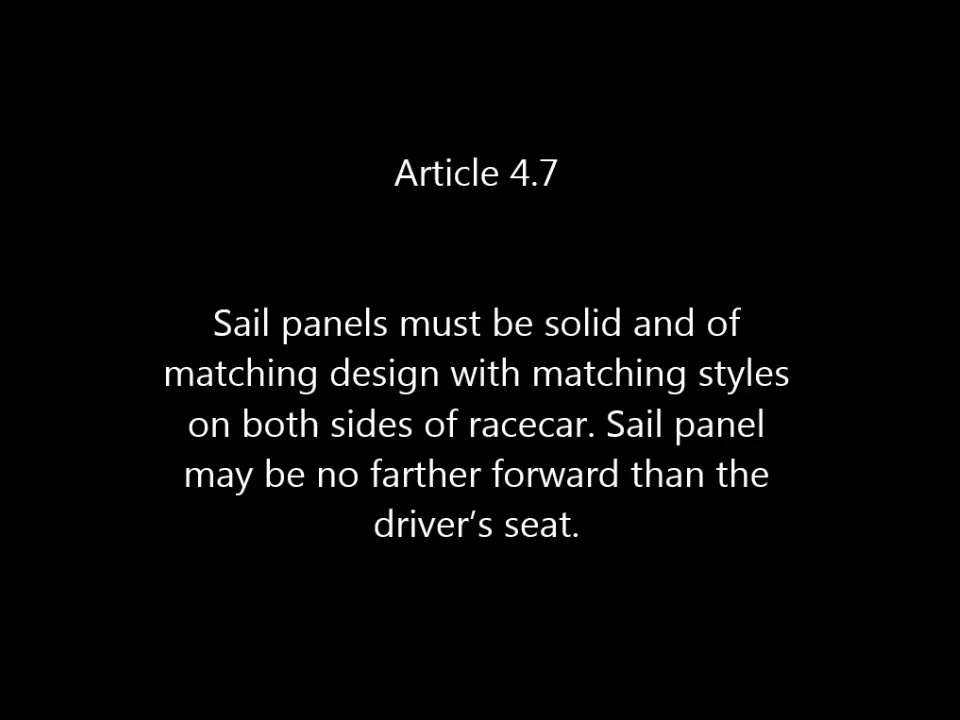 Article 4.7
Sail panels must be solid and of
matching design with matching styles
on both sides of racecar. Sail panel
may be no farther forward than the
driver’s seat.